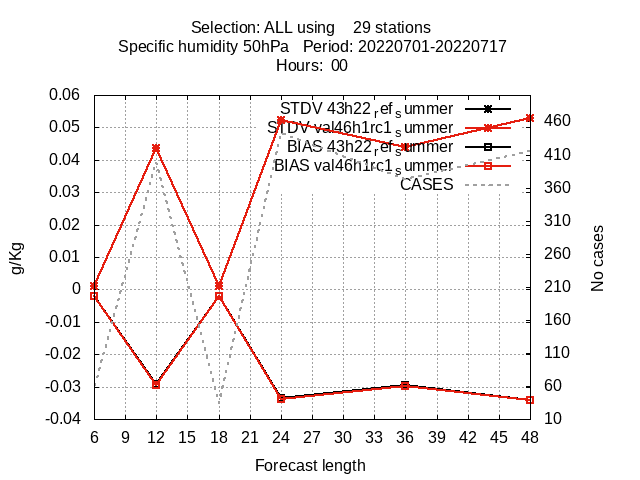 Selection: ALL using    29 stations
Specific humidity 50hPa   Period: 20220701-20220717
Hours:  00
0.06
0.05
0.04
0.03
0.02
0.01
0
-0.01
-0.02
-0.03
-0.04
g/Kg
STDV 43h22ref_summer
STDV val46h1rc1_summer
BIAS 43h22ref_summer
BIAS val46h1rc1_summer
CASES
460
410
360
310
260
210
160
110
60
10
No cases
6 9 12 15 18 21 24 27 30 33 36 39 42 45 48
Forecast length